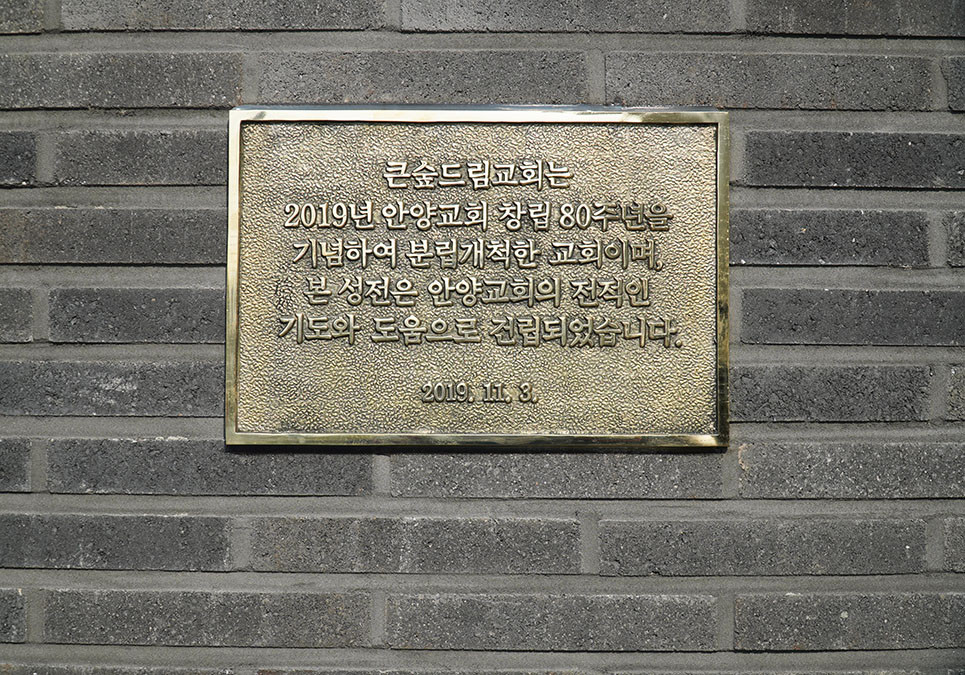 큰숲드림교회는
2019년 안양교회 창립 80주년을
기념하여 분립개척한 교회이며,
본 성전은 안양교회의 전적인
기도와 도움으로 건립되었습니다.
2019. 11. 3.